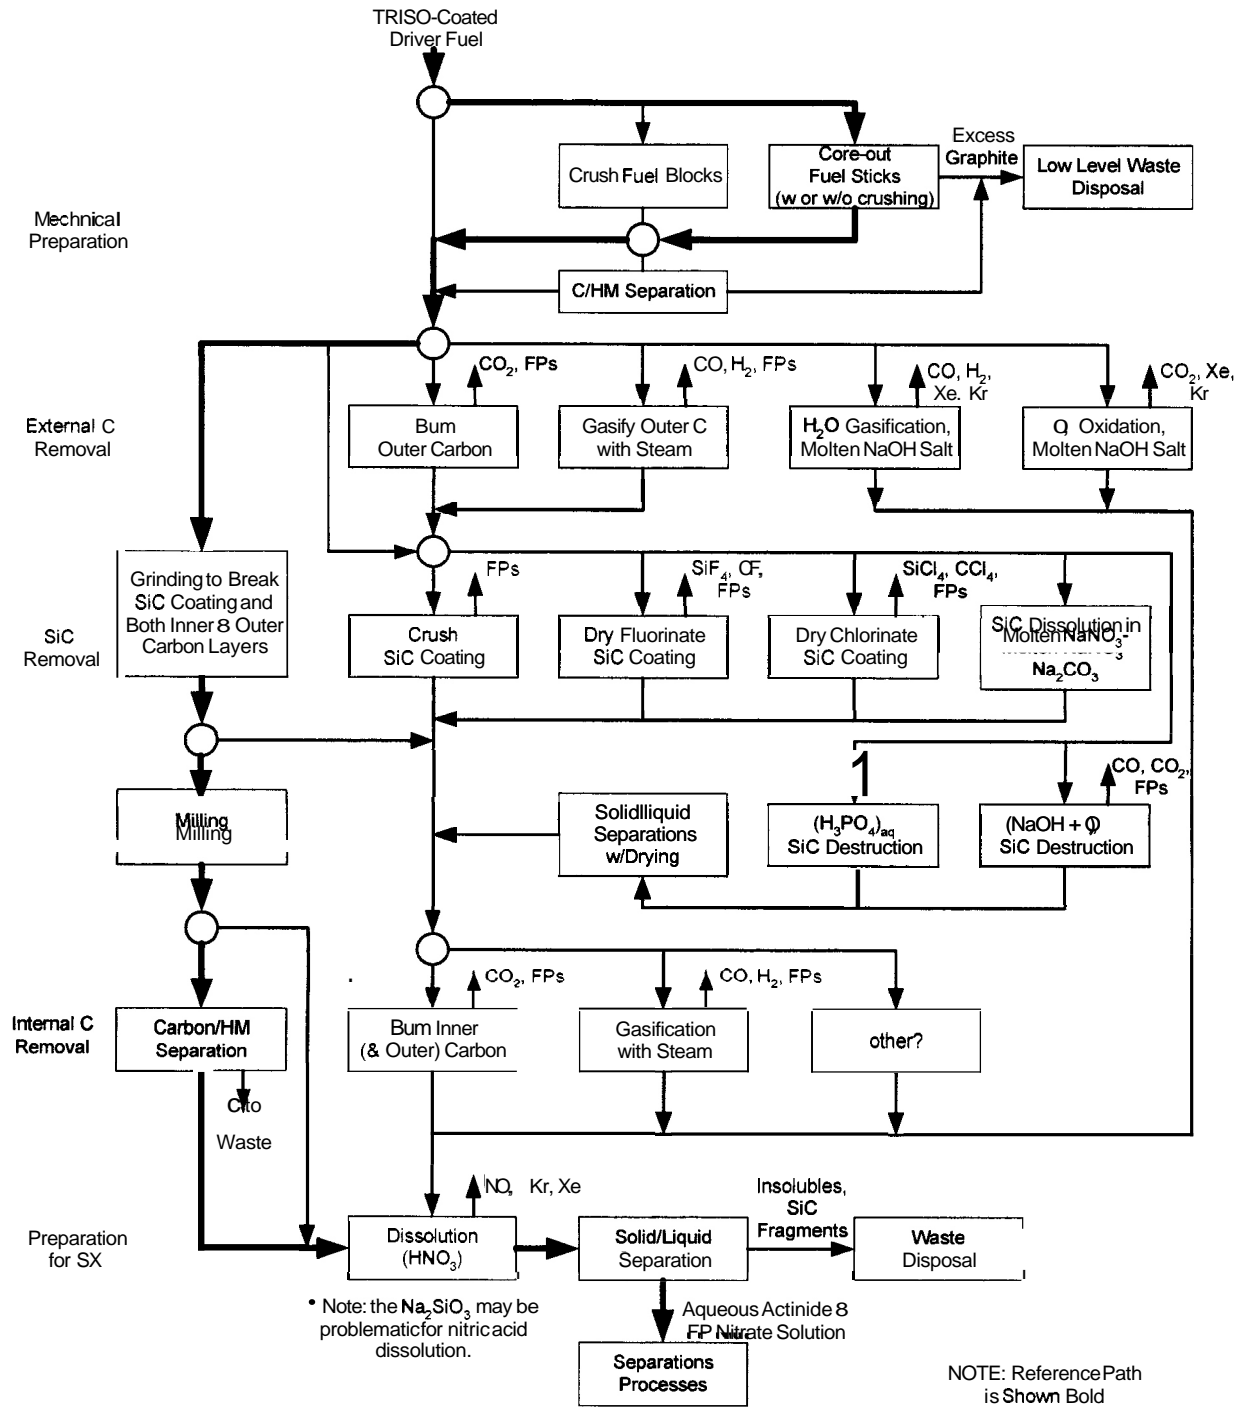 TRISO-Coated
Driver Fuel
Mechnical
Preparation
Crush Fuel Blocks
Core-out
Fuel Sticks
(w or w/o crushing)
Excess
Graphite
Low Level Waste
Disposal
C/HM Separation
External C
Removal
CO2, FPs
CO, H2, FPs
CO, H2,
Xe. Kr
CO2, Xe,
Kr
Bum
Outer Carbon
Gasify Outer C
with Steam
H2O Gasification,
Molten NaOH Salt
O, Oxidation,
Molten NaOH Salt
SiC
Removal
Grinding to Break
SiC Coating and
Both Inner 8 Outer
Carbon Layers
FPs
SiF4, CF,
FPs
SiCl4, CCl4,
FPs
Crush
SiC Coating
Dry Fluorinate
SiC Coating
Dry Chlorinate
SiC Coating
SiC Dissolution in
Molten NaNO3-
Na2CO3
1
CO, CO2,
FPs
Milling
Milling
Solidlliquid
Separations
w/Drying
(H3PO4)aq
SiC Destruction
(NaOH + O)
SiC Destruction
Internal C
Removal
CO2, FPs
CO, H2, FPs
Carbon/HM
Separation
Bum Inner
(& Outer) Carbon
Gasification
with Steam
other?
C to
Waste
Preparation
for SX
NO, Kr, Xe
Insolubles,
SiC
Fragments
Dissolution
(HNO3)
Solid/Liquid
Separation
Waste
Disposal
• Note: the Na2SiO3 may be
problematic for nitric acid
dissolution.
Aqueous Actinide 8
FP Nitrate Solution
Separations
Processes
NOTE: Reference Path
is Shown Bold